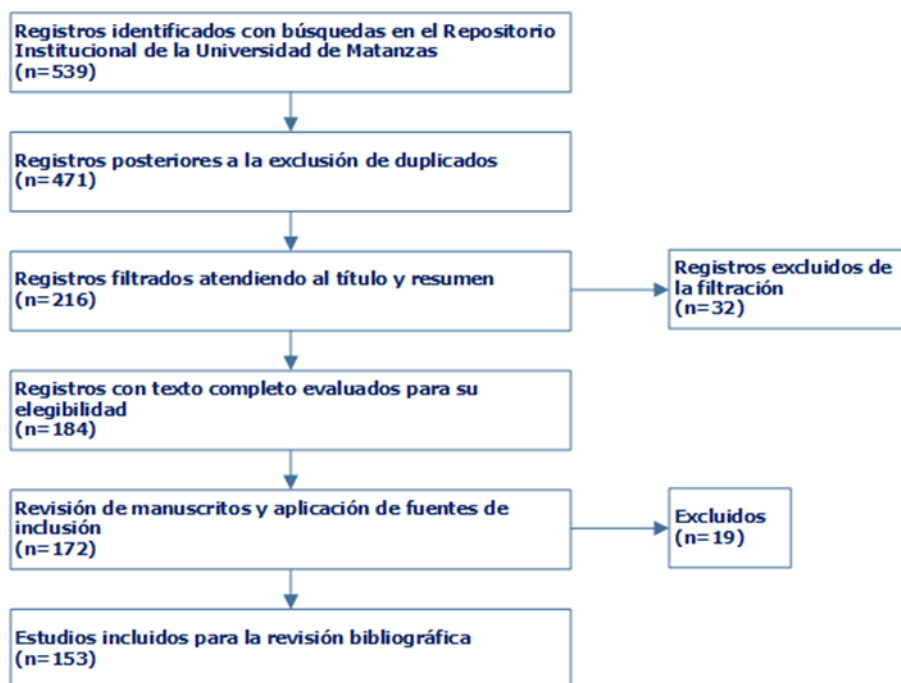 Registros identificados con búsquedas en el Repositorio
Institucional de la Universidad de Matanzas
(n=539)
Registros posteriores a la exclusión de duplicados
(n=471)
Registros filtrados atendiendo al título y resumen
(n=216)
Registros excluidos de
la filtración
(n=32)
Registros con texto completo evaluados para su
elegibilidad
(n=184)
Revisión de manuscritos y aplicación de fuentes de
inclusión
(n=172)
Excluidos
(n=19)
Estudios incluidos para la revisión bibliográfica
(n=153)